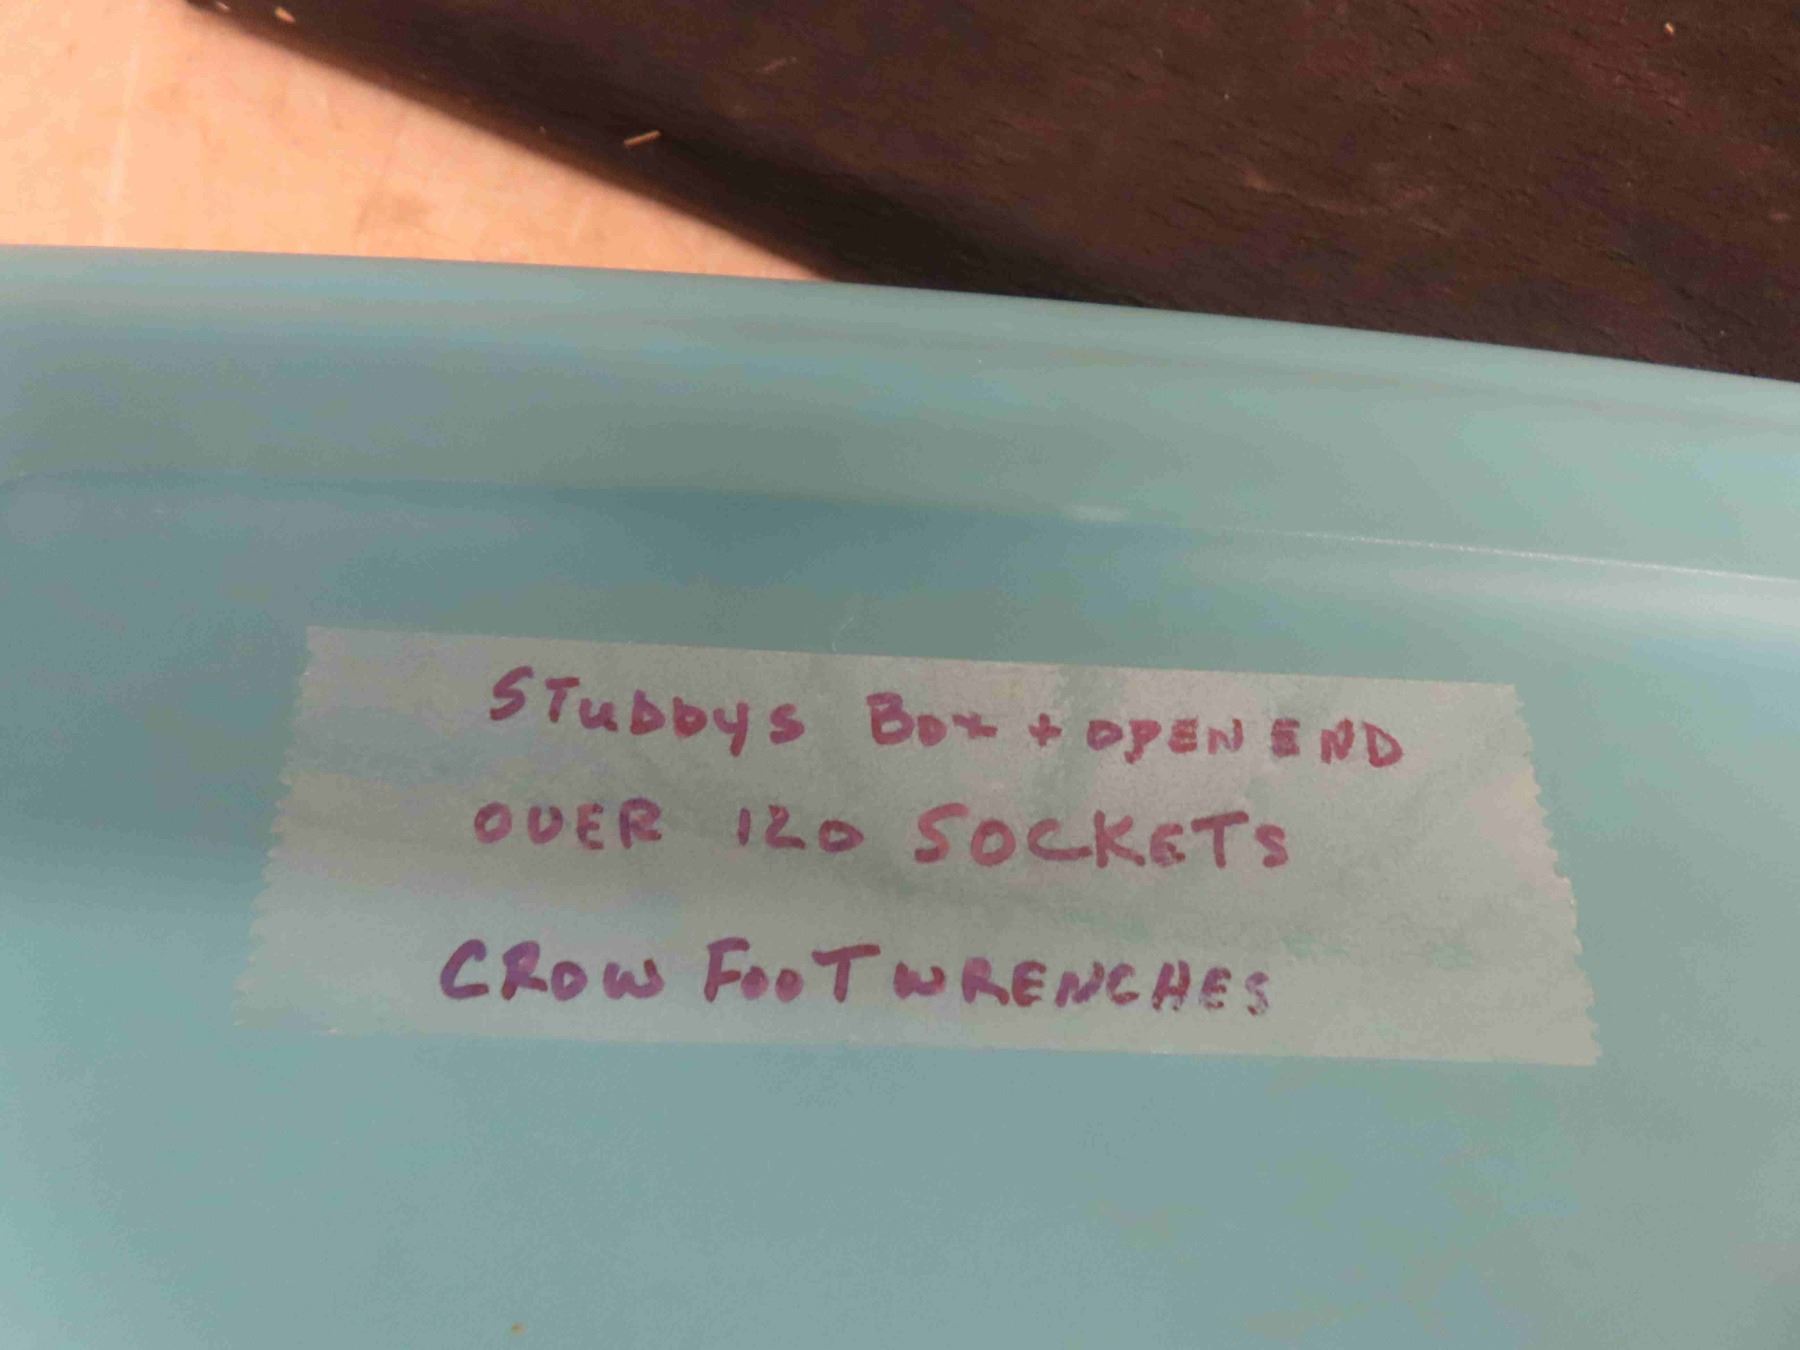 STubbys Box + OPEN END
OVER 120 SOCKETS
CROW FOOT WRENCHES